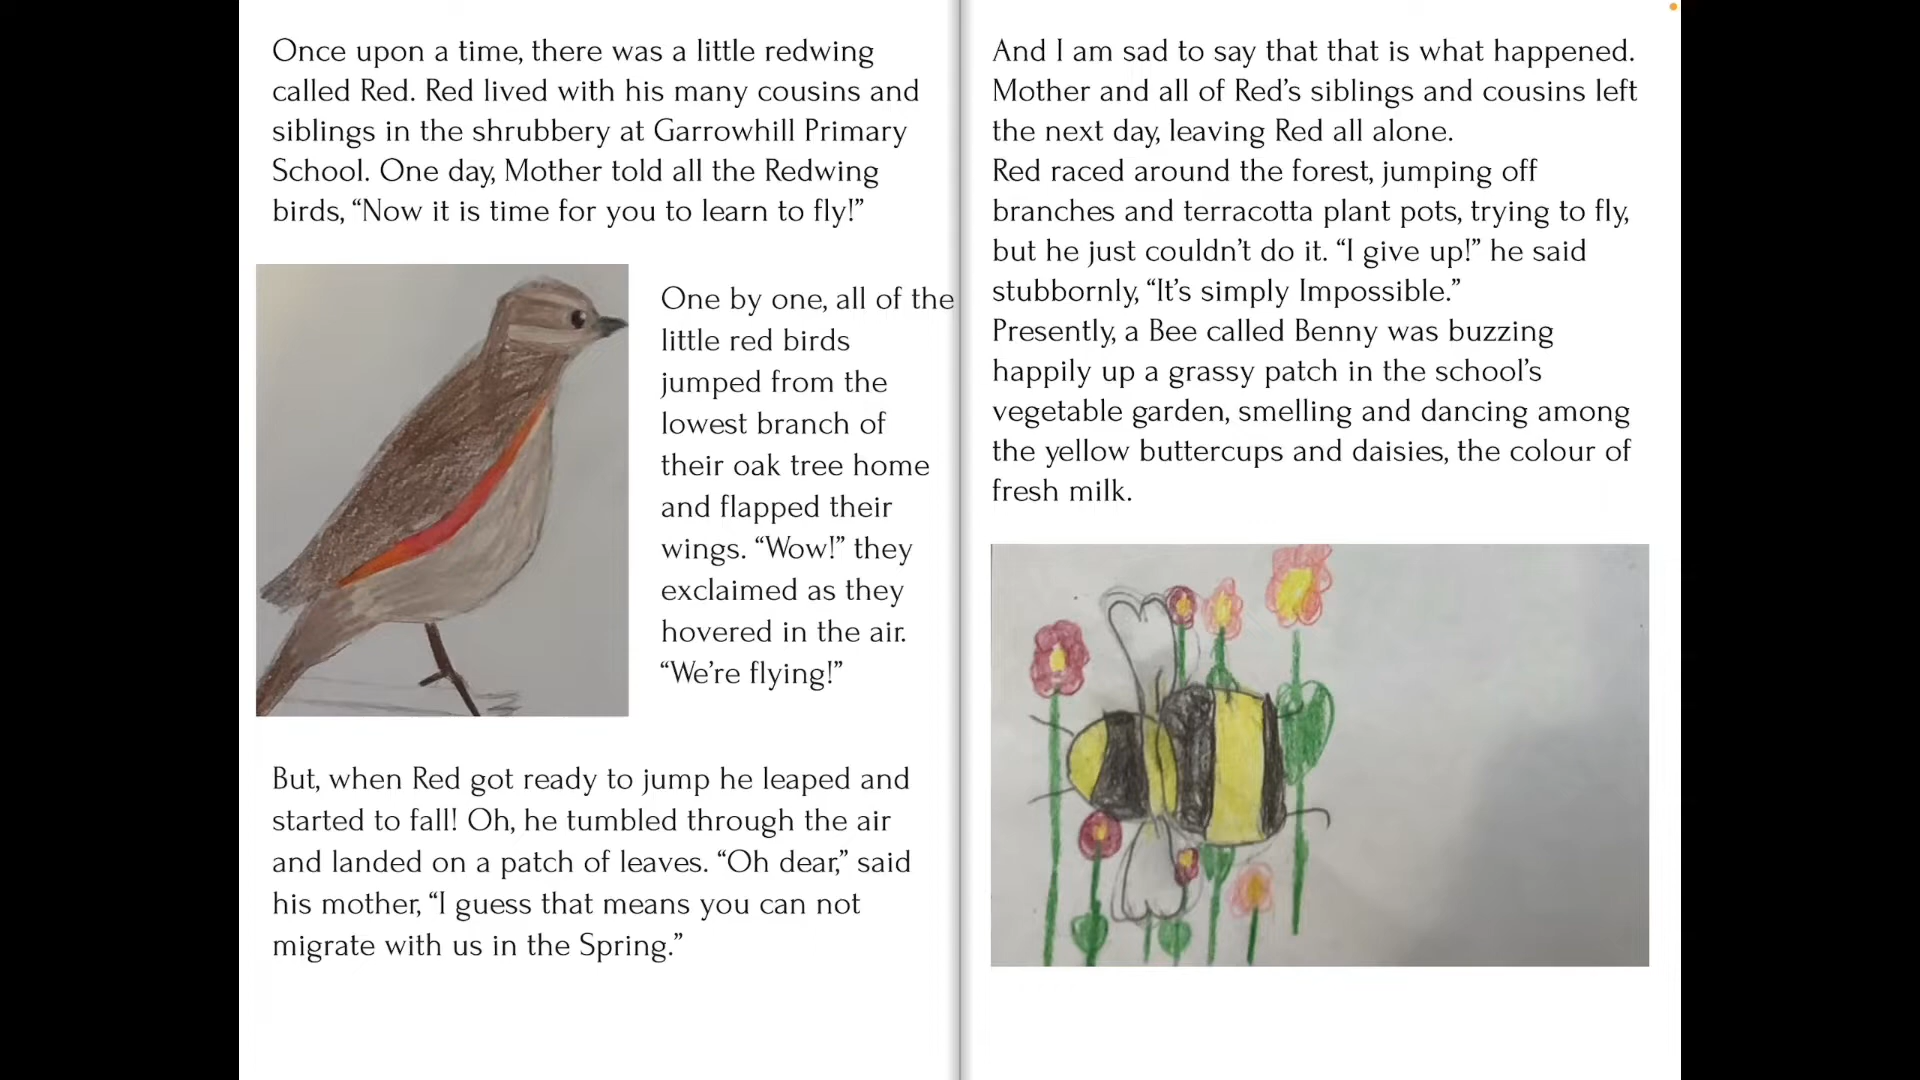 Once upon a time, there was a little redwing
called Red. Red lived with his many cousins and
siblings in the shrubbery at Garrowhill Primary
School. One day, Mother told all the Redwing
birds, “Now it is time for you to learn to fly!”
One by one, all of the
little red birds
jumped from the
lowest branch of
their oak tree home
and flapped their
wings. “Wow!” they
exclaimed as they
hovered in the air.
“We’re flying!”
But, when Red got ready to jump he leaped and
started to fall! Oh, he tumbled through the air
and landed on a patch of leaves. “Oh dear,” said
his mother, “I guess that means you can not
migrate with us in the Spring.”
And I am sad to say that that is what happened.
Mother and all of Red’s siblings and cousins left
the next day, leaving Red all alone.
Red raced around the forest, jumping off
branches and terracotta plant pots, trying to fly,
but he just couldn’t do it. “I give up!” he said
stubbornly, “It’s simply Impossible.”
Presently, a Bee called Benny was buzzing
happily up a grassy patch in the school’s
vegetable garden, smelling and dancing among
the yellow buttercups and daisies, the colour of
fresh milk.